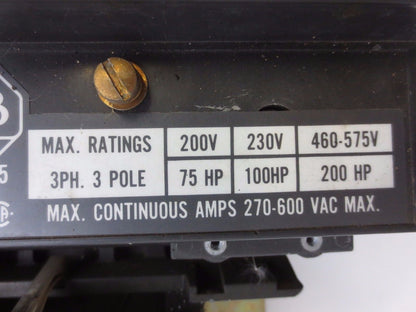 B
5
MAX. RATINGS 200V 230V 460-575V
3PH. 3 POLE 75 HP 100HP 200 HP
MAX. CONTINUOUS AMPS 270-600 VAC MAX.